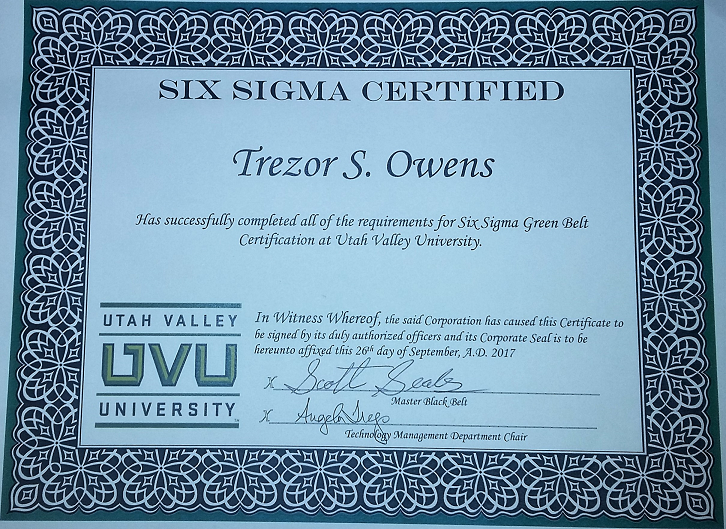 SIX SIGMA CERTIFIED
Trezor S. Owens
Has successfully completed all of the requirements for Six Sigma Green Belt
Certification at Utah Valley University.
In Witness Whereof, the said Corporation has caused this Certificate to
be signed by its duly authorized officers and its Corporate Seal is to be
hereunto affixed this 26th day of September, A.D. 2017
UTAH VALLEY
UVU
UNIVERSITY
X Scott Seals
Master Black Belt
X Angela Trego
Technology Management Department Chair